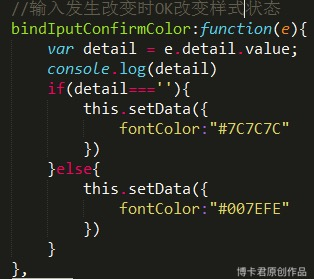 //输入发生改变时OK改变样式状态
bindIputConfirmColor:function(e){
var detail = e.detail.value;
console.log(detail)
if(detail===''){
this.setData({
fontColor:"#7C7C7C"
})
}else{
this.setData({
fontColor:"#007EFE"
})
}
},
博卡君原创作品